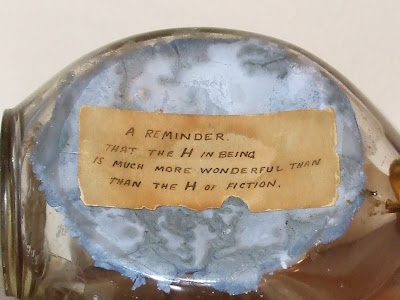 A REMINDER.
THAT THE H IN BEING
IS MUCH MORE WONDERFUL THAN
THAN THE H OF FICTION.